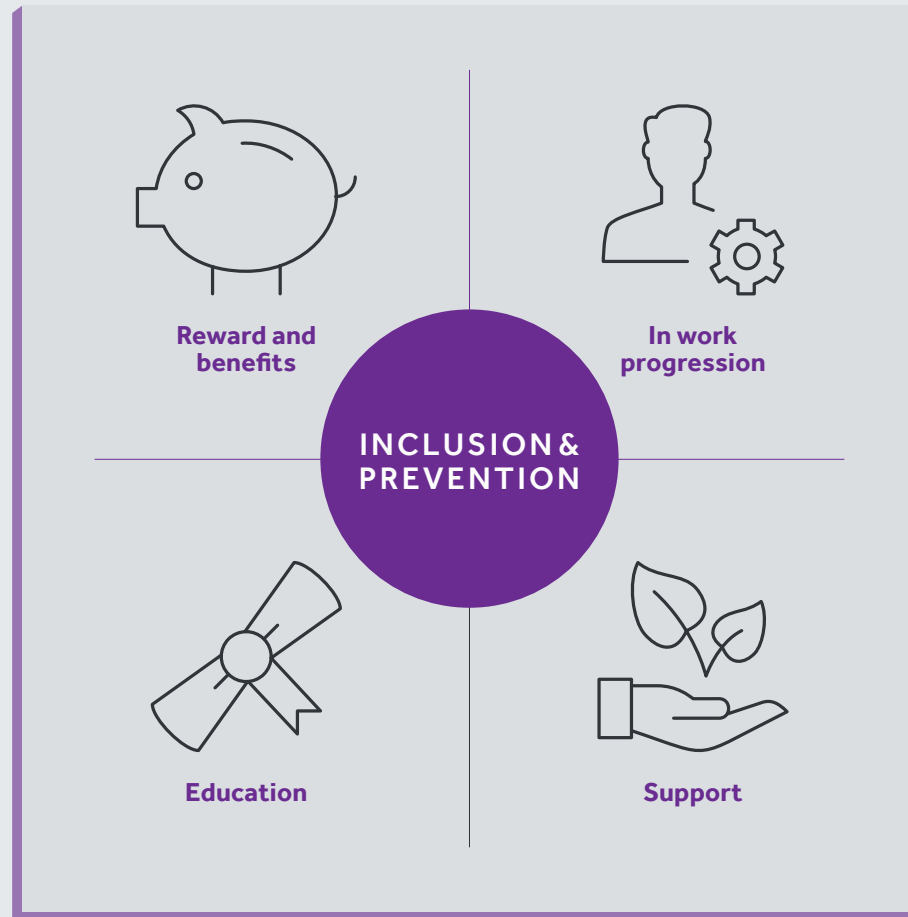 Reward and
benefits
In work
progression
INCLUSION &
PREVENTION
Education
Support